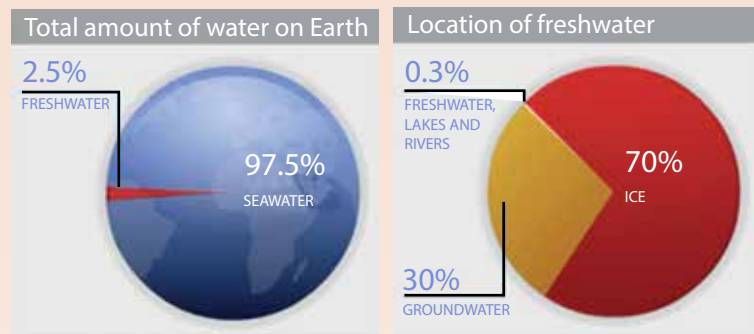 Total amount of water on Earth
2.5%
FRESHWATER
97.5%
SEAWATER
Location of freshwater
0.3%
FRESHWATER,
LAKES AND
RIVERS
70%
ICE
30%
GROUNDWATER